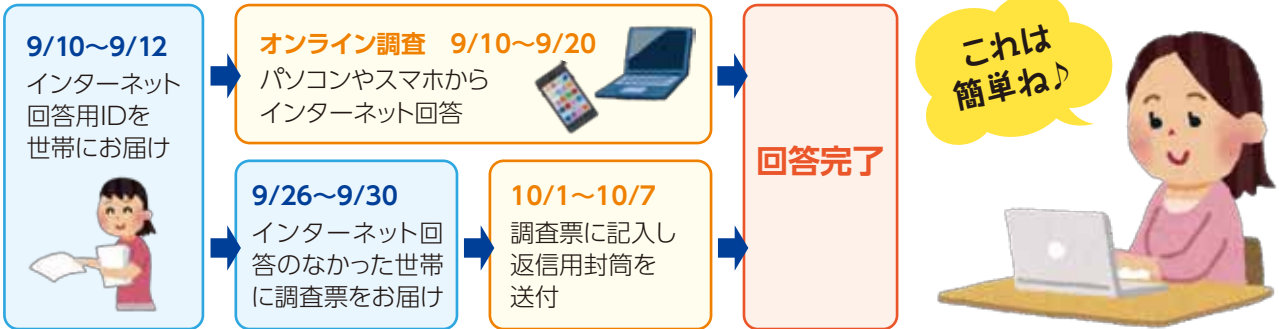 9/10～9/12
インターネット
回答用IDを
世帯にお届け
オンライン調査　9/10～9/20
パソコンやスマホから
インターネット回答
9/26～9/30
インターネット回
答のなかった世帯
に調査票をお届け
10/1～10/7
調査票に記入し
返信用封筒を
送付
回答完了
これは
簡単ね♪